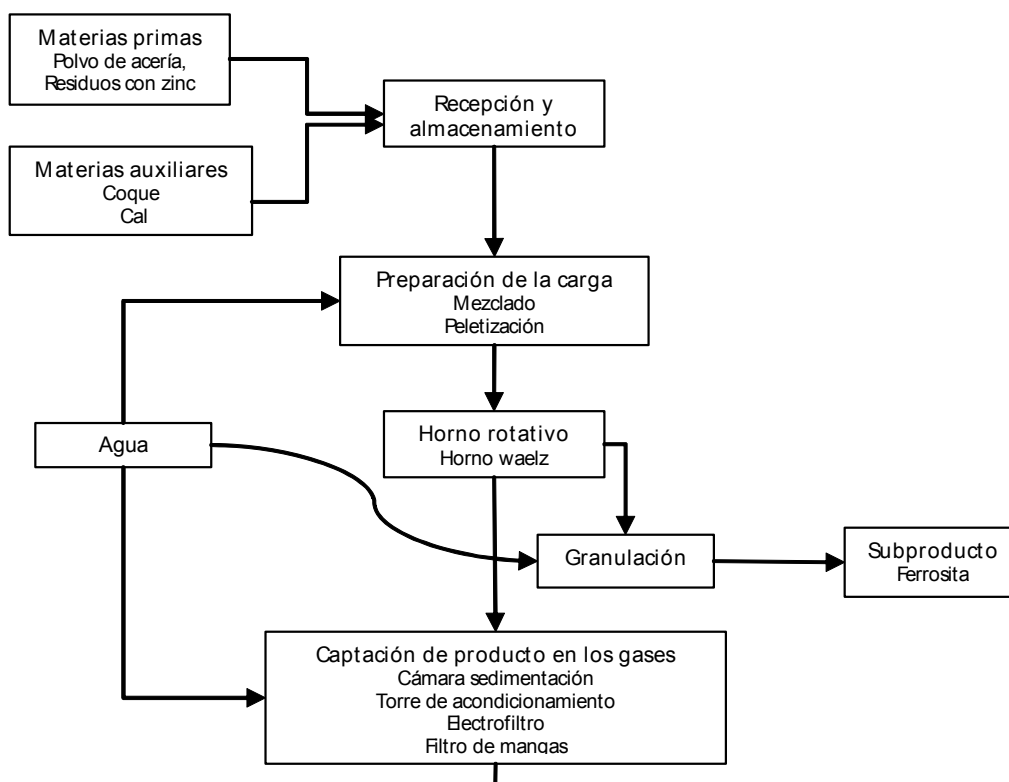 Materias primas
Polvo de acería,
Residuos con zinc
Recepción y
almacenamiento
Materias auxiliares
Coque
Cal
Preparación de la carga
Mezclado
Peletización
Agua
Horno rotativo
Horno waelz
Granulación
Subproducto
Ferrosita
Captación de producto en los gases
Cámara sedimentación
Torre de acondicionamiento
Electrofiltro
Filtro de mangas